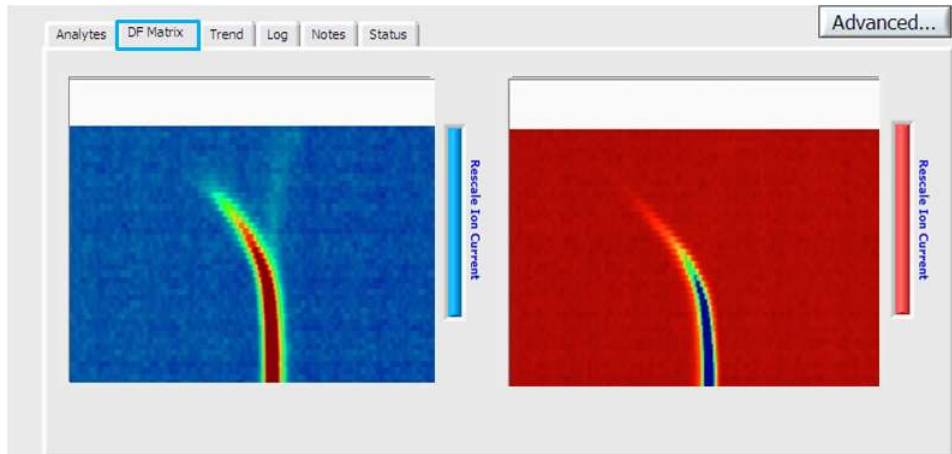 Advanced...
Analytes DF Matrix Trend Log Notes Status
Rescale Ion Current
Rescale Ion Current